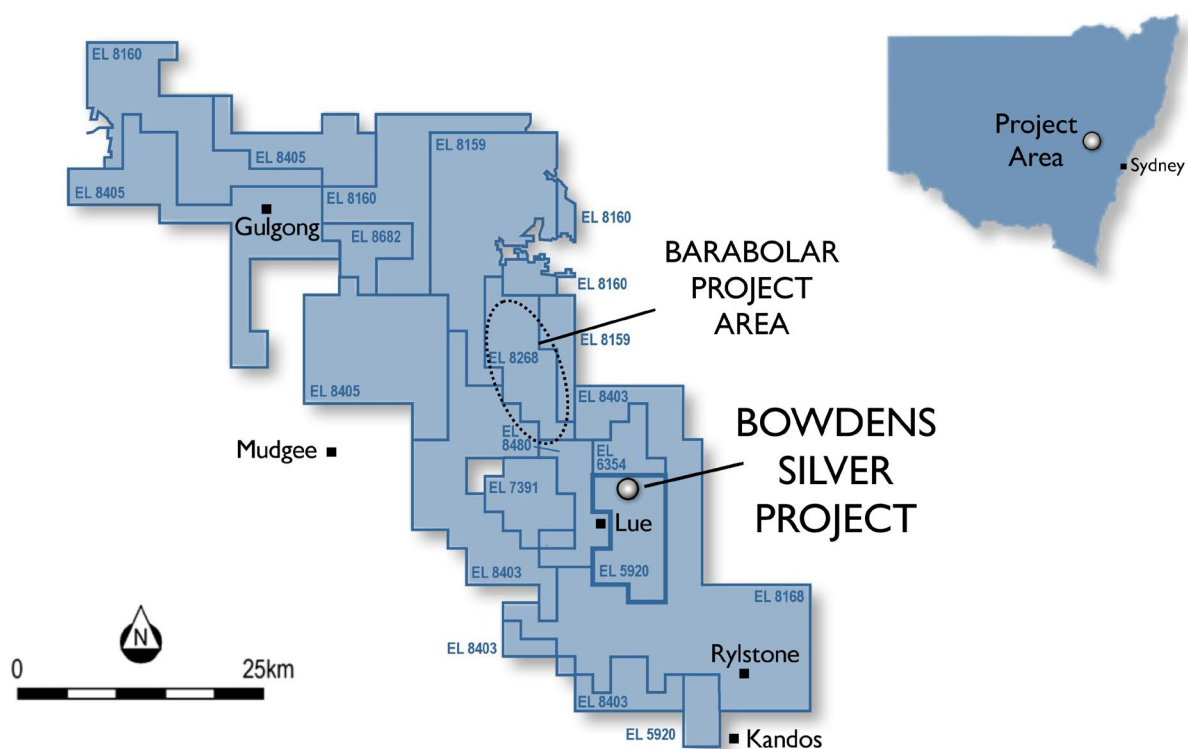 EL 8160
EL 8159
EL 8405
EL 8405
EL 8160
Gulgong
EL 8682
EL 8160
EL 8160
BARABOLAR
PROJECT
AREA
EL 8159
EL 8268
EL 8405
EL 8403
Mudgee
EL
8480
EL
6354
BOWDENS
SILVER
PROJECT
EL 7391
Lue
EL 8403
EL 5920
EL 8168
EL 8403
Rylstone
EL 8403
EL 5920
Kandos
N
0
25km
Project
Area
Sydney